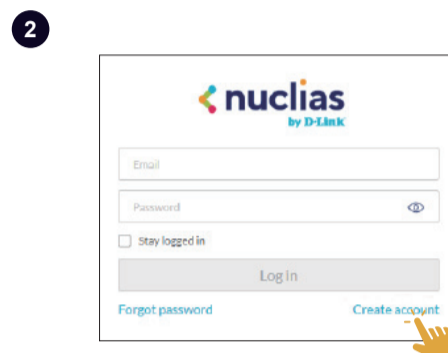 2
nuclias
by D-Link
Email
Password
Stay logged in
Log In
Forgot password Create account